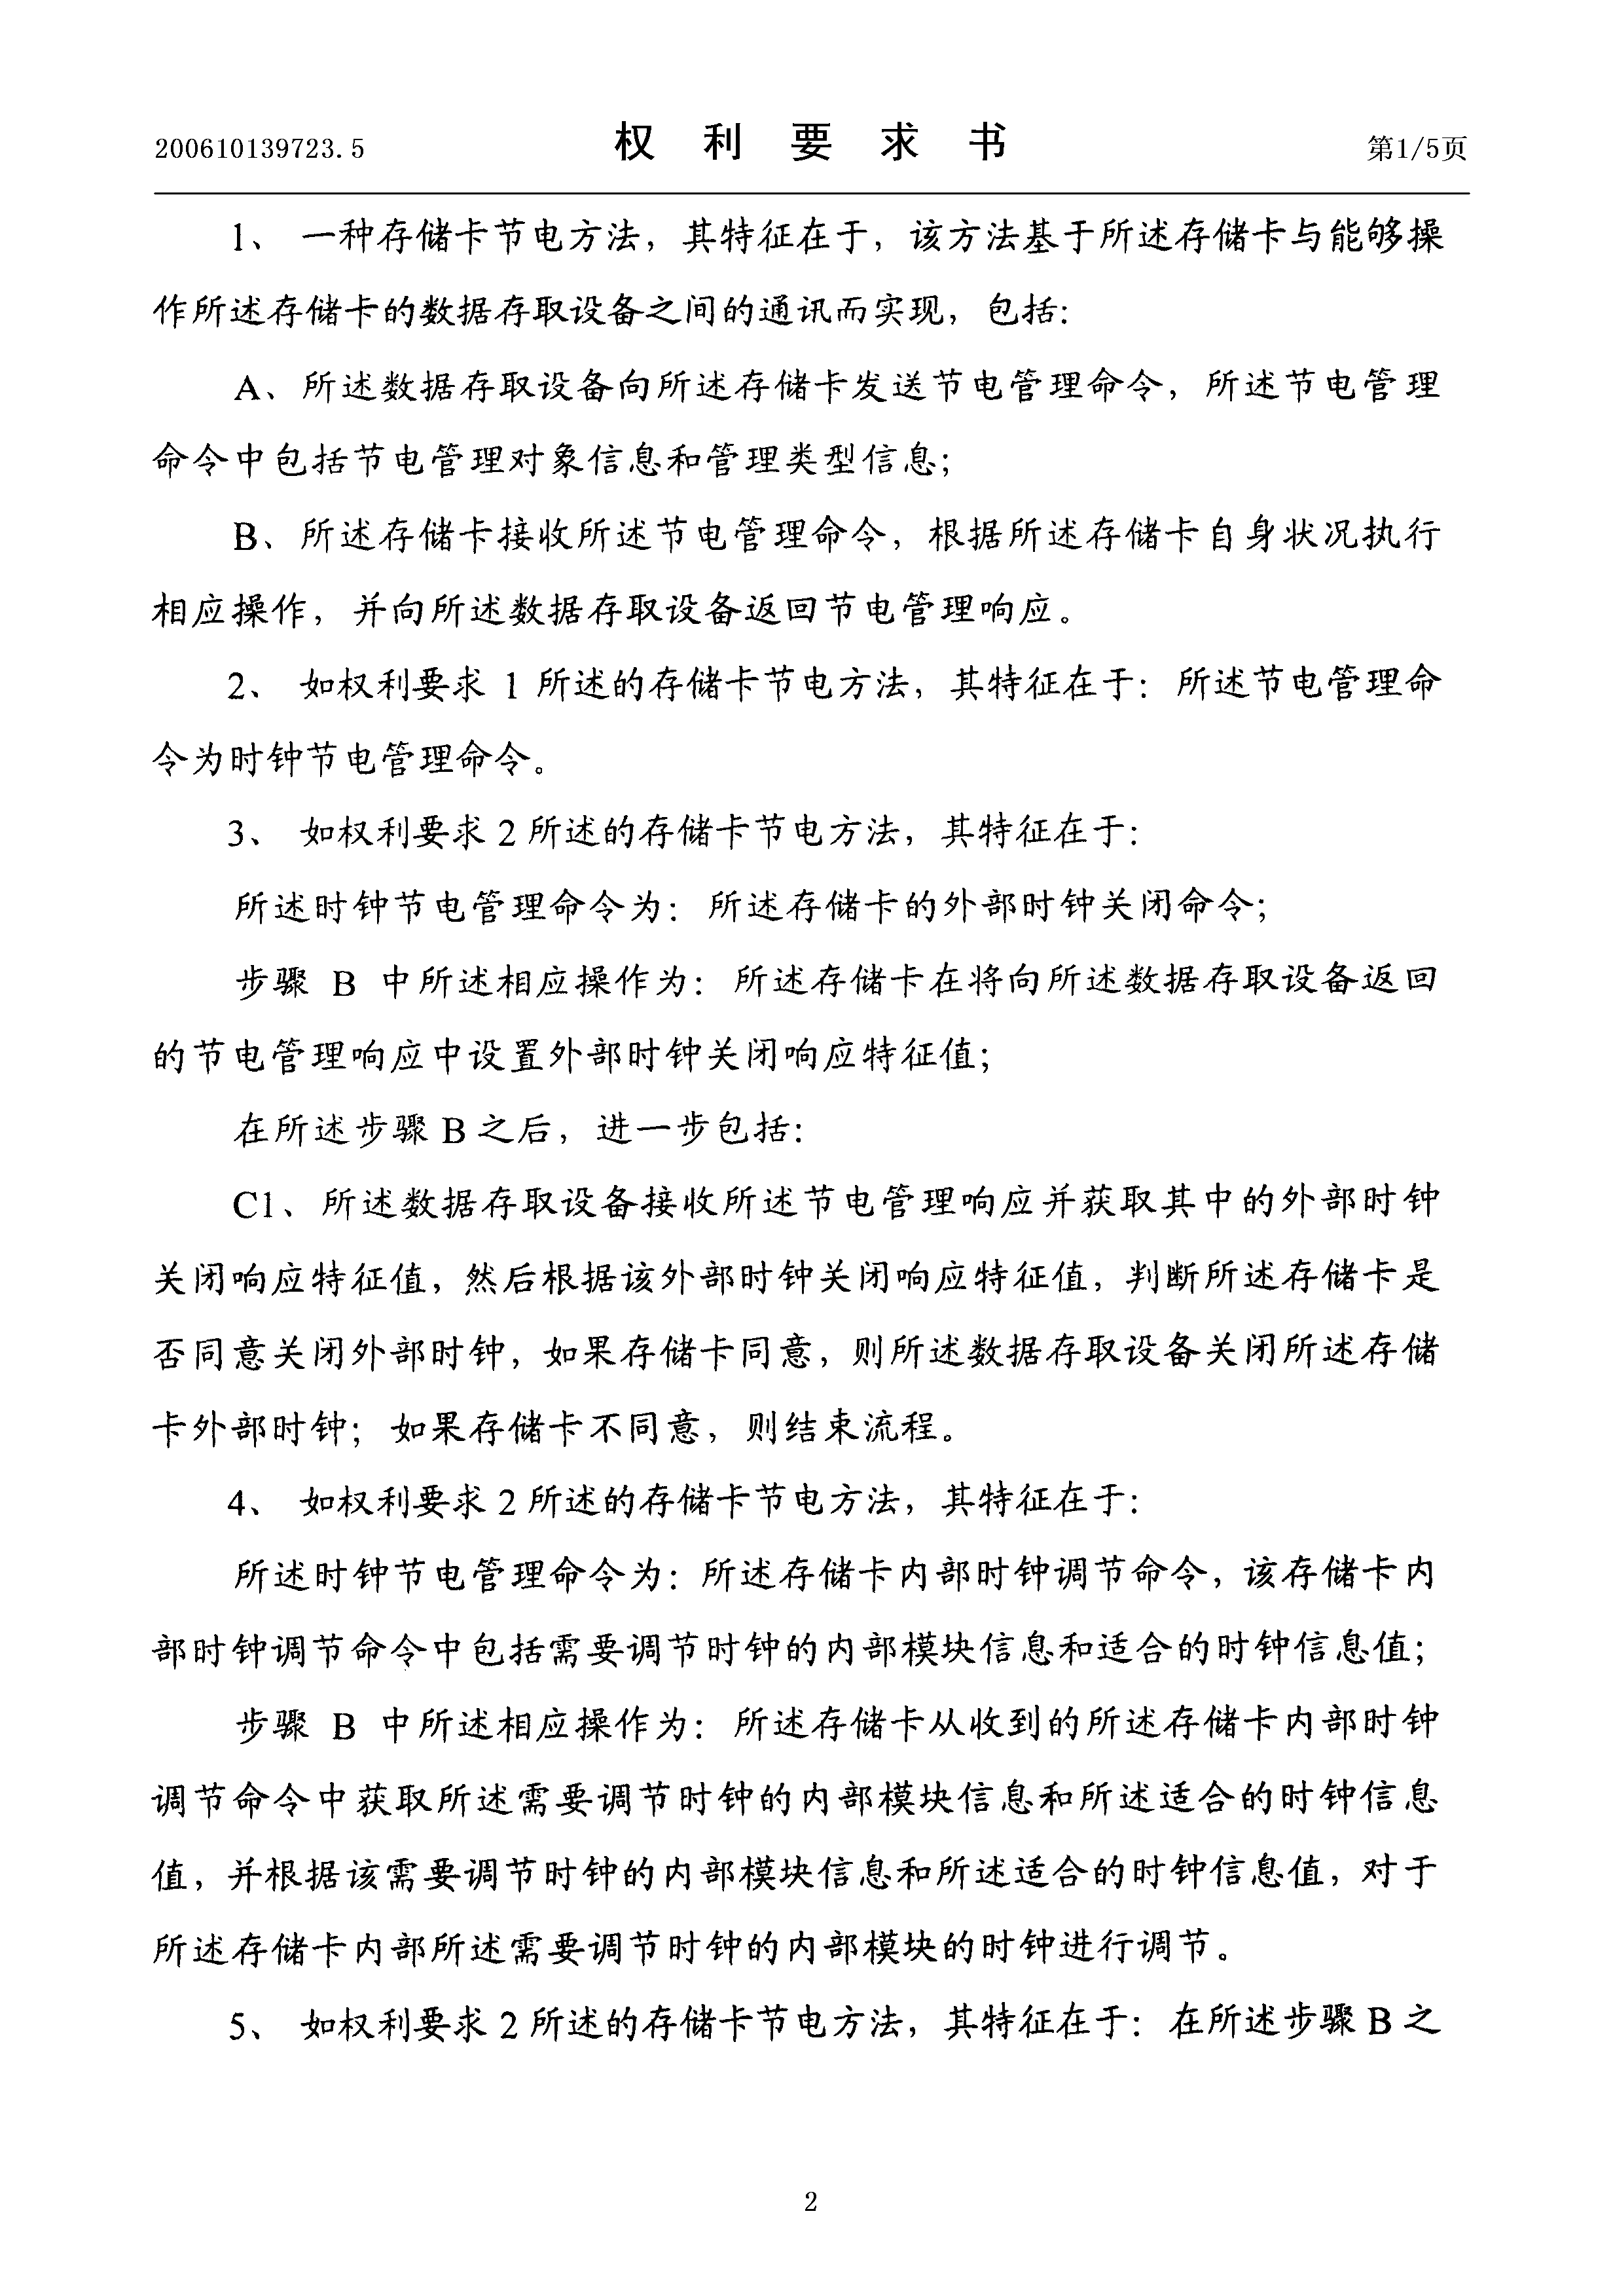 200610139723.5 权利要求书 第1/5页
1、 一种存储卡节电方法，其特征在于，该方法基于所述存储卡与能够操
作所述存储卡的数据存取设备之间的通讯而实现，包括：
A、所述数据存取设备向所述存储卡发送节电管理命令，所述节电管理
命令中包括节电管理对象信息和管理类型信息；
B、所述存储卡接收所述节电管理命令，根据所述存储卡自身状况执行
相应操作，并向所述数据存取设备返回节电管理响应。
2、 如权利要求 1 所述的存储卡节电方法，其特征在于：所述节电管理命
令为时钟节电管理命令。
3、 如权利要求 2 所述的存储卡节电方法，其特征在于：
所述时钟节电管理命令为：所述存储卡的外部时钟关闭命令；
步骤 B 中所述相应操作为：所述存储卡在将向所述数据存取设备返回
的节电管理响应中设置外部时钟关闭响应特征值；
在所述步骤 B 之后，进一步包括：
C1、所述数据存取设备接收所述节电管理响应并获取其中的外部时钟
关闭响应特征值，然后根据该外部时钟关闭响应特征值，判断所述存储卡是
否同意关闭外部时钟，如果存储卡同意，则所述数据存取设备关闭所述存储
卡外部时钟；如果存储卡不同意，则结束流程。
4、 如权利要求 2 所述的存储卡节电方法，其特征在于：
所述时钟节电管理命令为：所述存储卡内部时钟调节命令，该存储卡内
部时钟调节命令中包括需要调节时钟的内部模块信息和适合的时钟信息值；
步骤 B 中所述相应操作为：所述存储卡从收到的所述存储卡内部时钟
调节命令中获取所述需要调节时钟的内部模块信息和所述适合的时钟信息
值，并根据该需要调节时钟的内部模块信息和所述适合的时钟信息值，对于
所述存储卡内部所述需要调节时钟的内部模块的时钟进行调节。
5、 如权利要求 2 所述的存储卡节电方法，其特征在于：在所述步骤 B 之
2